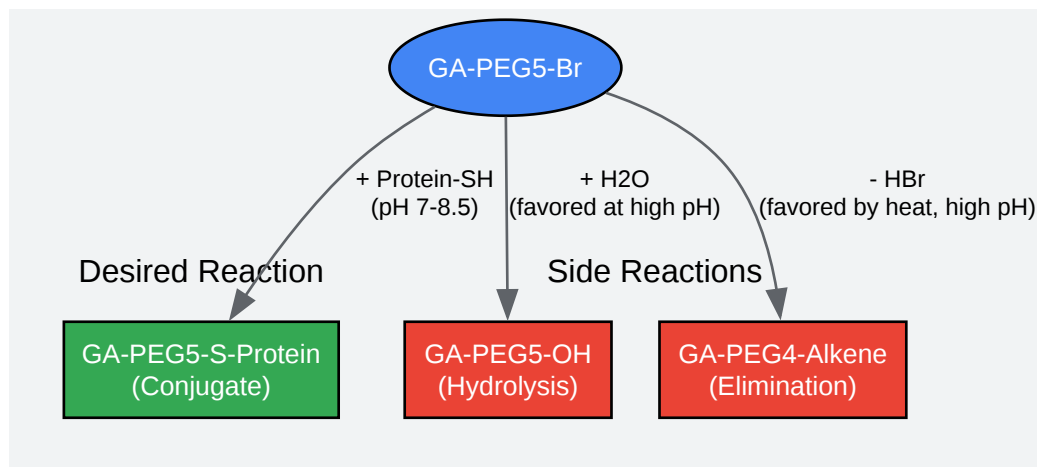 GA-PEG5-Br
+ Protein-SH
(pH 7-8.5)
+ H2O
(favored at high pH)
- HBr
(favored by heat, high pH)
Desired Reaction
Side Reactions
GA-PEG5-S-Protein
(Conjugate)
GA-PEG5-OH
(Hydrolysis)
GA-PEG4-Alkene
(Elimination)